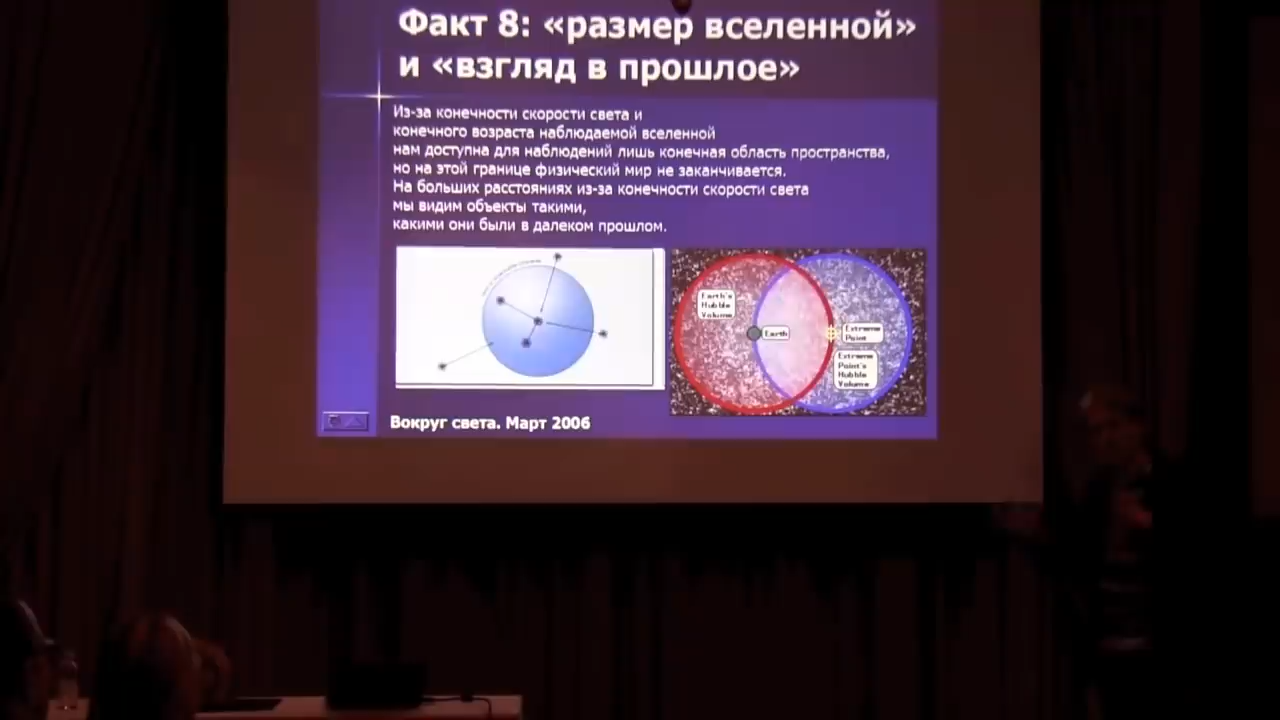 Факт 8: «размер вселенной»
и «взгляд в прошлое»
Из-за конечности скорости света и
конечного возраста наблюдаемой вселенной
нам доступна для наблюдений лишь конечная область пространства,
но на этой границе физический мир не заканчивается.
На больших расстояниях из-за конечности скорости света
мы видим объекты такими,
какими они были в далеком прошлом.
Earth's
Hubble
Volume
Earth
Extreme
Point
Extreme
Point's
Hubble
Volume
Вокруг света. Март 2006